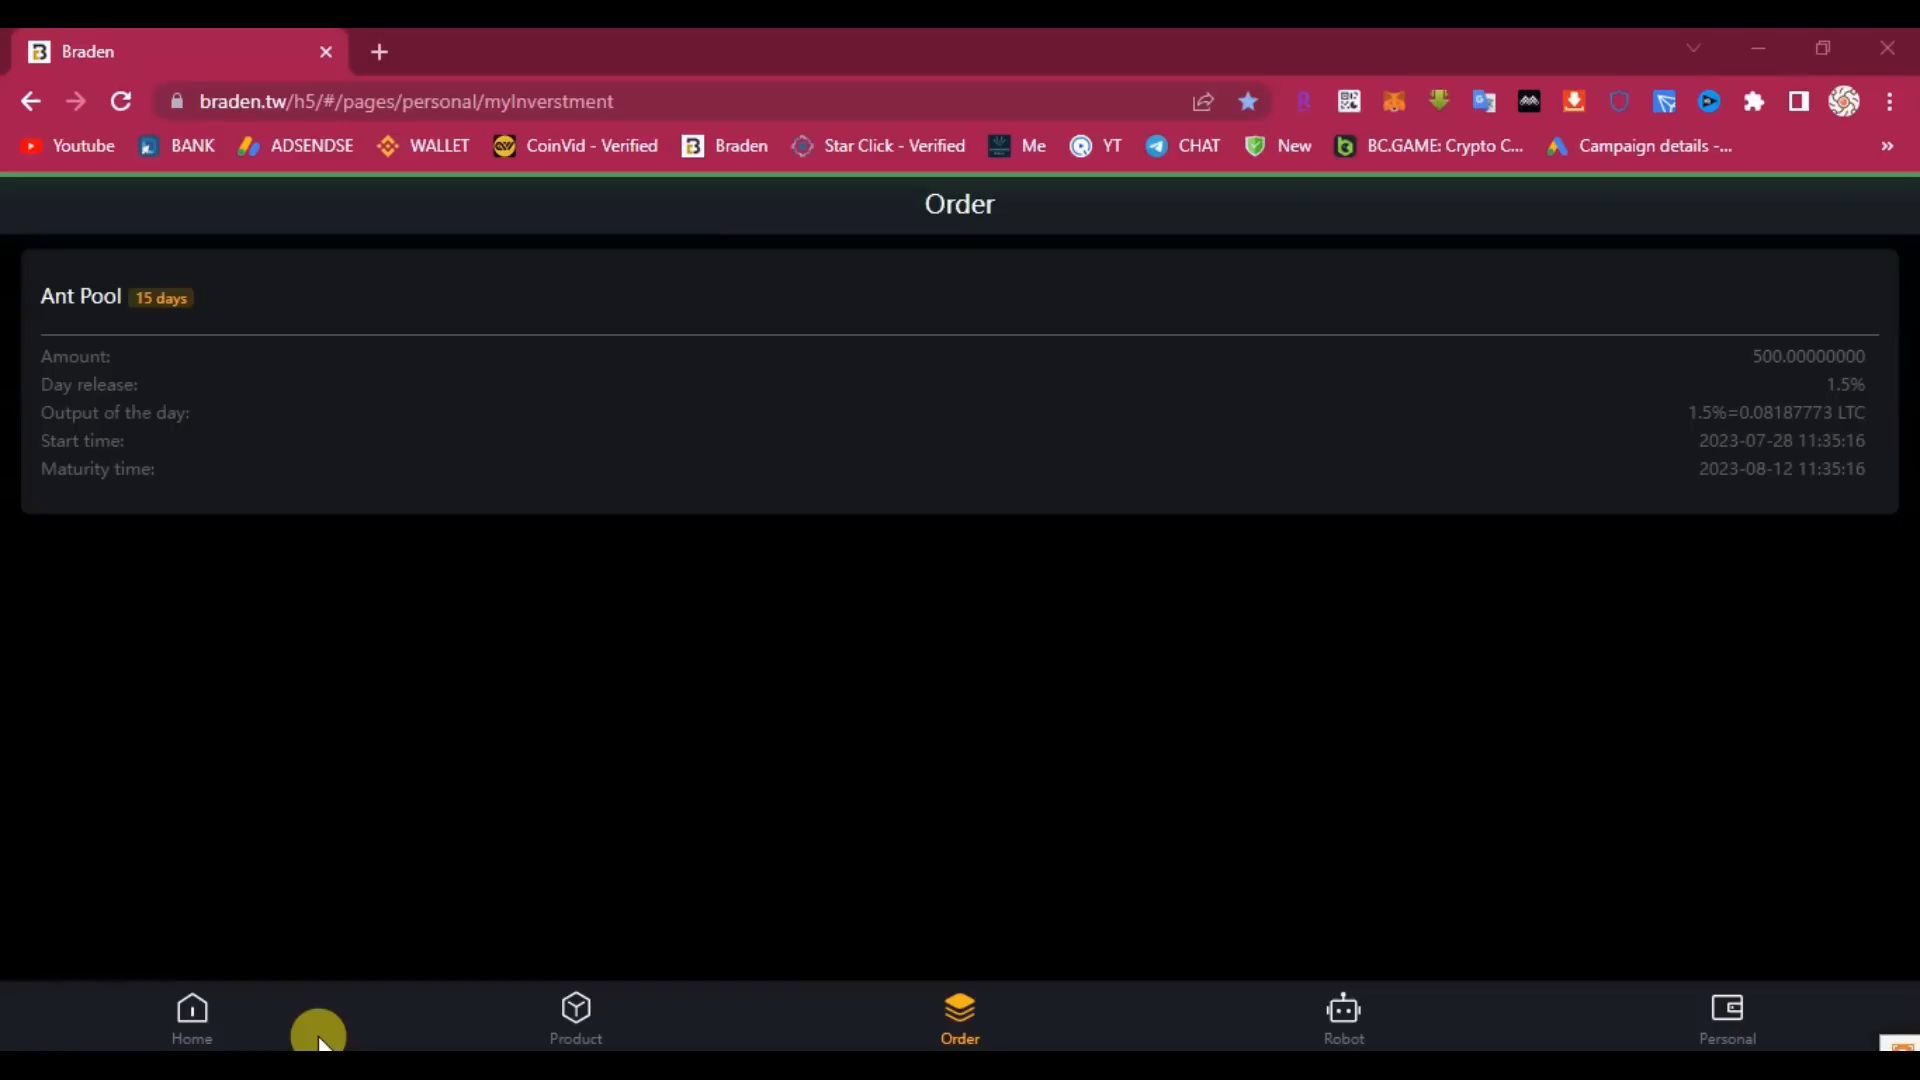 Braden
braden.tw/h5/#/pages/personal/myInverstment
Youtube BANK ADSENDSE WALLET CoinVid - Verified Braden Star Click - Verified Me YT CHAT New BC.GAME: Crypto C... Campaign details -... »
Order
Ant Pool 15 days
Amount: 500.00000000
Day release: 1.5%
Output of the day: 1.5%=0.08187773 LTC
Start time: 2023-07-28 11:35:16
Maturity time: 2023-08-12 11:35:16
Home Product Order Robot Personal